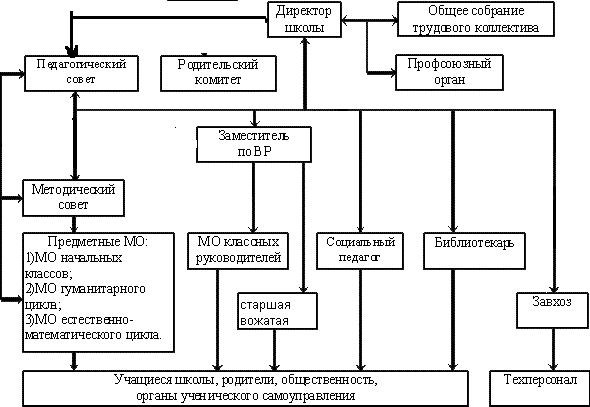 Директор
школы
Общее собрание
трудового коллектива
Педагогический
совет
Родительский
комитет
Профсоюзный
орган
Заместитель
по ВР
Методический
совет
Предметные МО:
1)МО начальных
классов;
2)МО гуманитарного
цикла;
3)МО естественно-
математического цикла.
МО классных
руководителей
Социальный
педагог
Библиотекарь
старшая
вожатая
Завхоз
Учащиеся школы, родители, общественность,
органы ученического самоуправления
Техперсонал